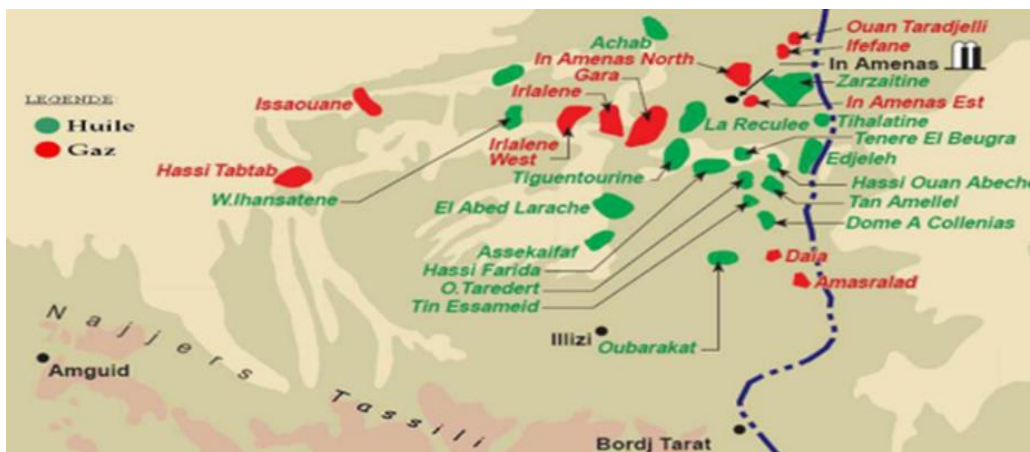 Ouan Taradjelli
Ifefane
Achab
In Amenas North
In Amenas
Gara
Zarzaitine
LEGENDE:
Irlalene
Issaouane
In Amenas Est
Huile
La Reculee
Tihalatine
Gaz
Irlalene
West
Tenere El Beugra
Edjeleh
Hassi Tabtab
Tiguentourine
Hassi Ouan Abeche
W.Ihansatene
El Abed Larache
Tan Amellel
Dome A Collenias
Assekaifaf
Daia
Hassi Farida
O.Taredert
Amasralad
Tin Essameid
Najjers Tassili
Illizi
Oubarakat
Amguid
Bordj Tarat